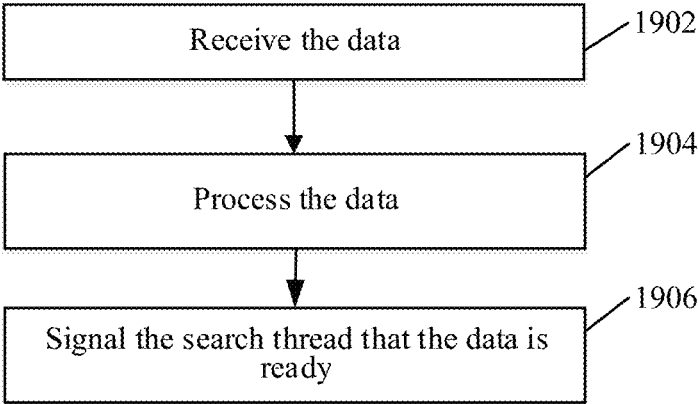 Receive the data
1902
Process the data
1904
Signal the search thread that the data is
ready
1906